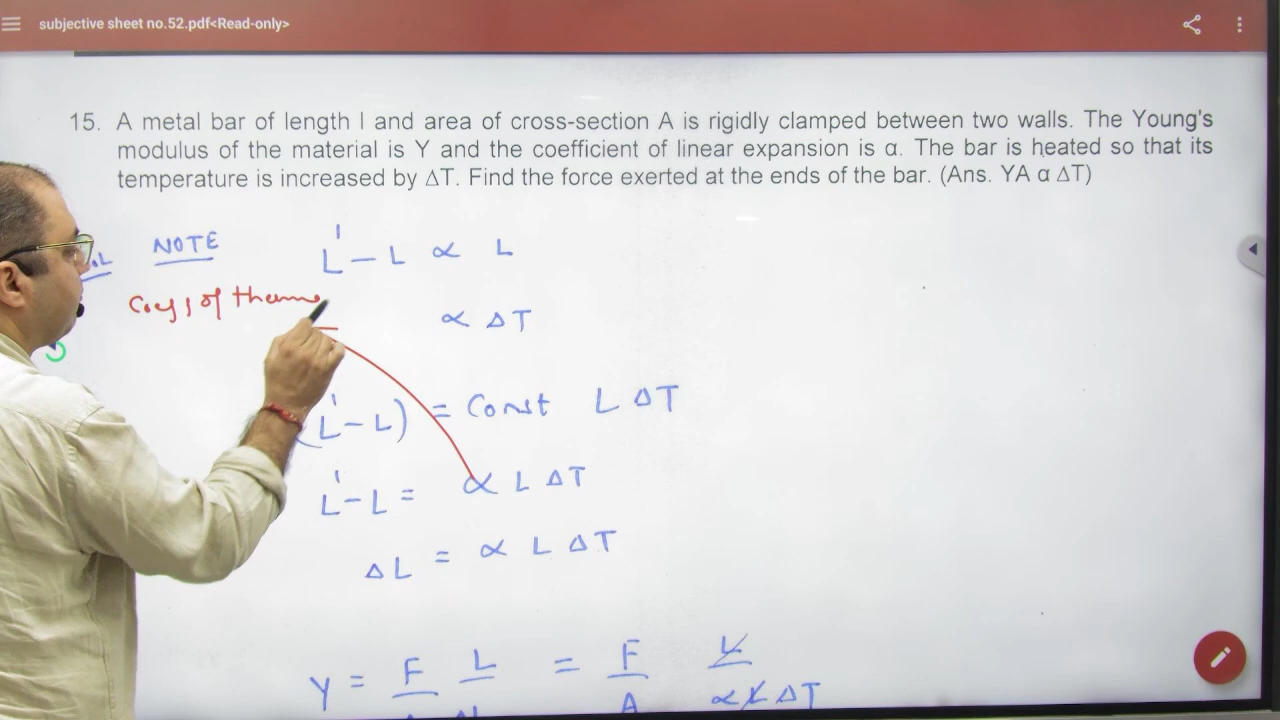 subjective sheet no.52.pdf<Read-only>
15. A metal bar of length l and area of cross-section A is rigidly clamped between two walls. The Young's
modulus of the material is Y and the coefficient of linear expansion is α. The bar is heated so that its
temperature is increased by ΔT. Find the force exerted at the ends of the bar. (Ans. YA α ΔT)
NOTE
L' - L ∝ L
of
∝ ΔT
(L' - L) = Const L ΔT
L' - L = α L ΔT
ΔL = α L ΔT
Y = F L = F L
A α L ΔT